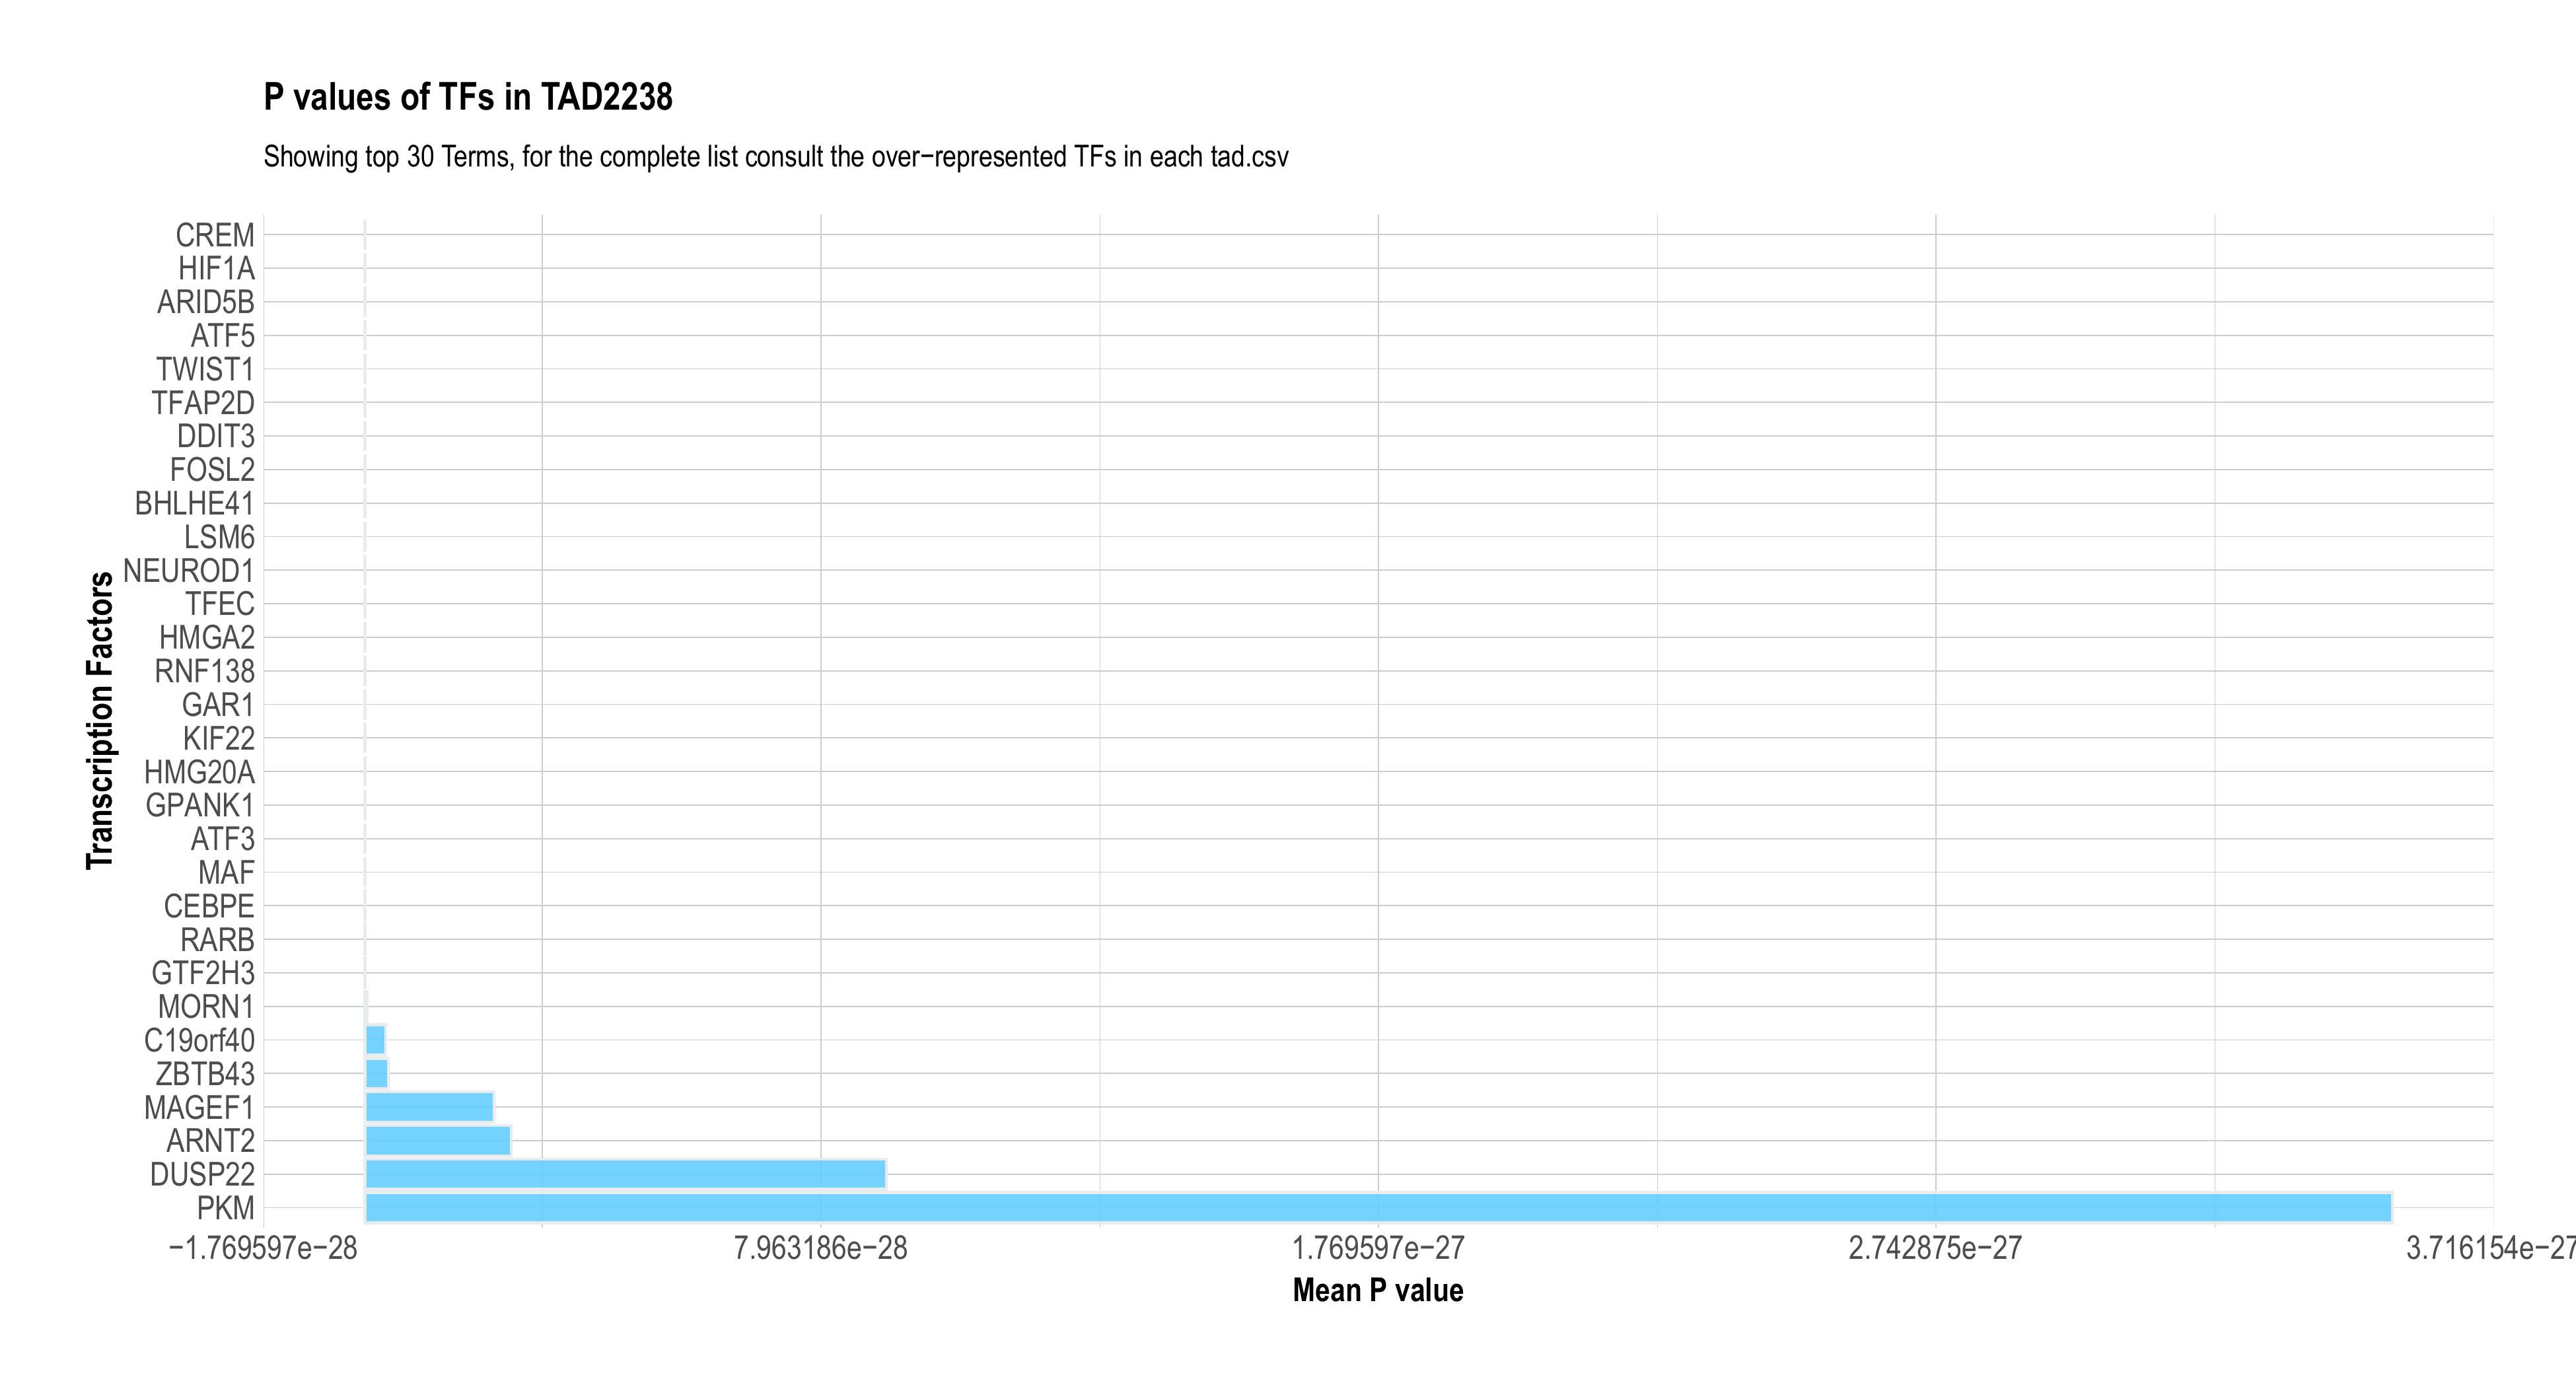 P values of TFs in TAD2238
Showing top 30 Terms, for the complete list consult the over−represented TFs in each tad.csv
Transcription Factors
CREM
HIF1A
ARID5B
ATF5
TWIST1
TFAP2D
DDIT3
FOSL2
BHLHE41
LSM6
NEUROD1
TFEC
HMGA2
RNF138
GAR1
KIF22
HMG20A
GPANK1
ATF3
MAF
CEBPE
RARB
GTF2H3
MORN1
C19orf40
ZBTB43
MAGEF1
ARNT2
DUSP22
PKM
−1.769597e−28 7.963186e−28 1.769597e−27 2.742875e−27 3.716154e−27
Mean P value